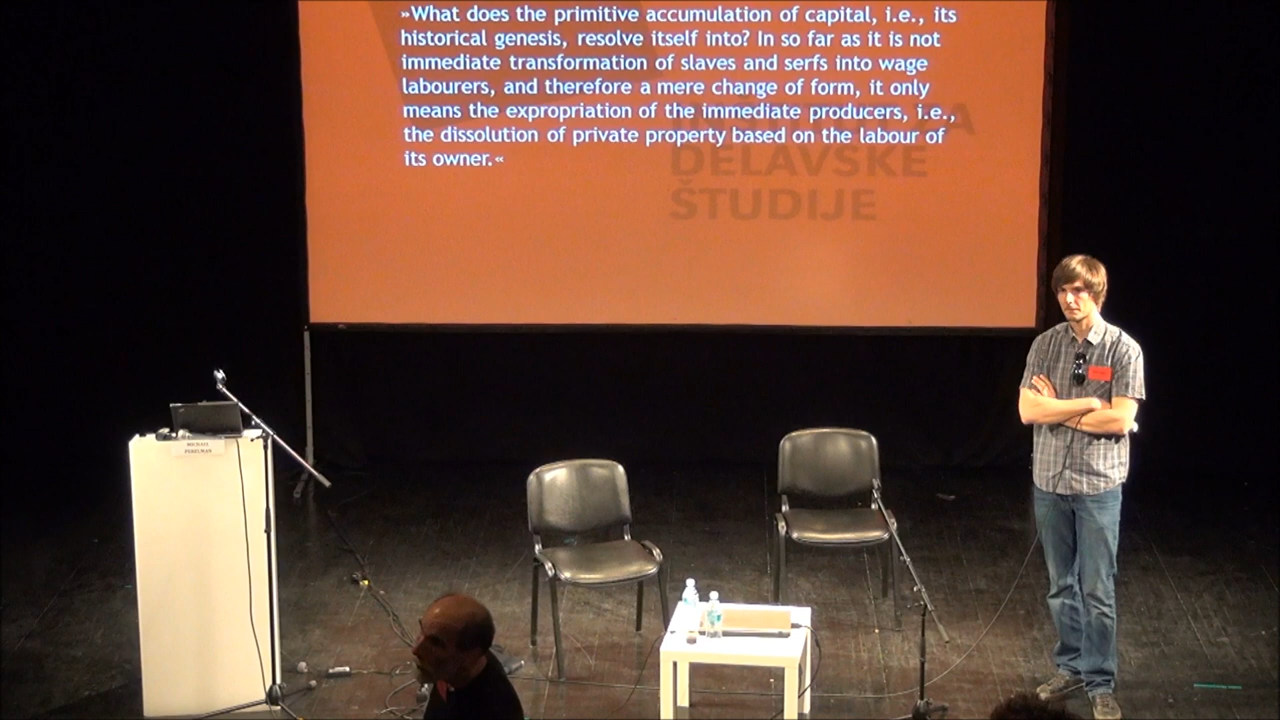 »What does the primitive accumulation of capital, i.e., its
historical genesis, resolve itself into? In so far as it is not
immediate transformation of slaves and serfs into wage
labourers, and therefore a mere change of form, it only
means the expropriation of the immediate producers, i.e.,
the dissolution of private property based on the labour of
its owner.«
DELAVSKE
ŠTUDIJE
MICHAEL
PERELMAN